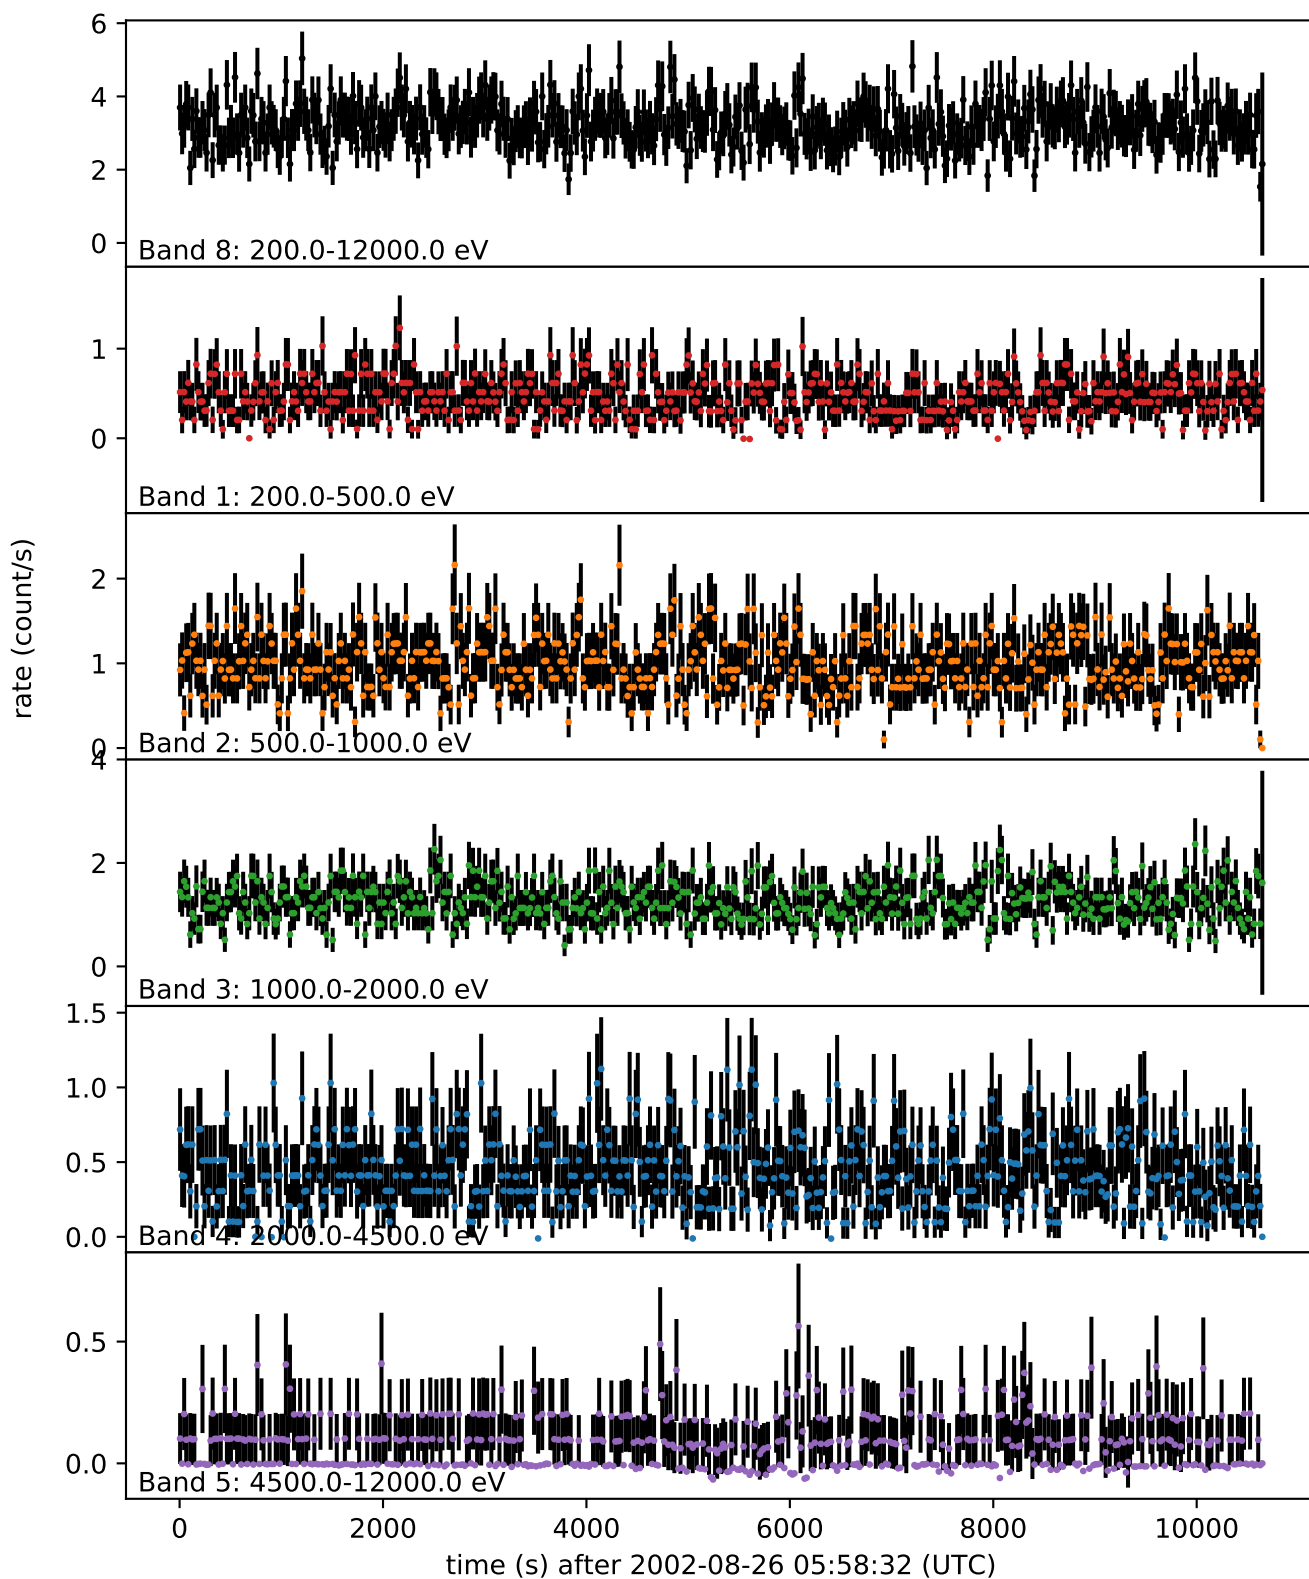 6
4
2
0
Band 8: 200.0-12000.0 eV
1
0
Band 1: 200.0-500.0 eV
rate (count/s)
2
1
0
Band 2: 500.0-1000.0 eV
4
2
0
Band 3: 1000.0-2000.0 eV
1.5
1.0
0.5
0.0
Band 4: 2000.0-4500.0 eV
0.5
0.0
Band 5: 4500.0-12000.0 eV
0 2000 4000 6000 8000 10000
time (s) after 2002-08-26 05:58:32 (UTC)